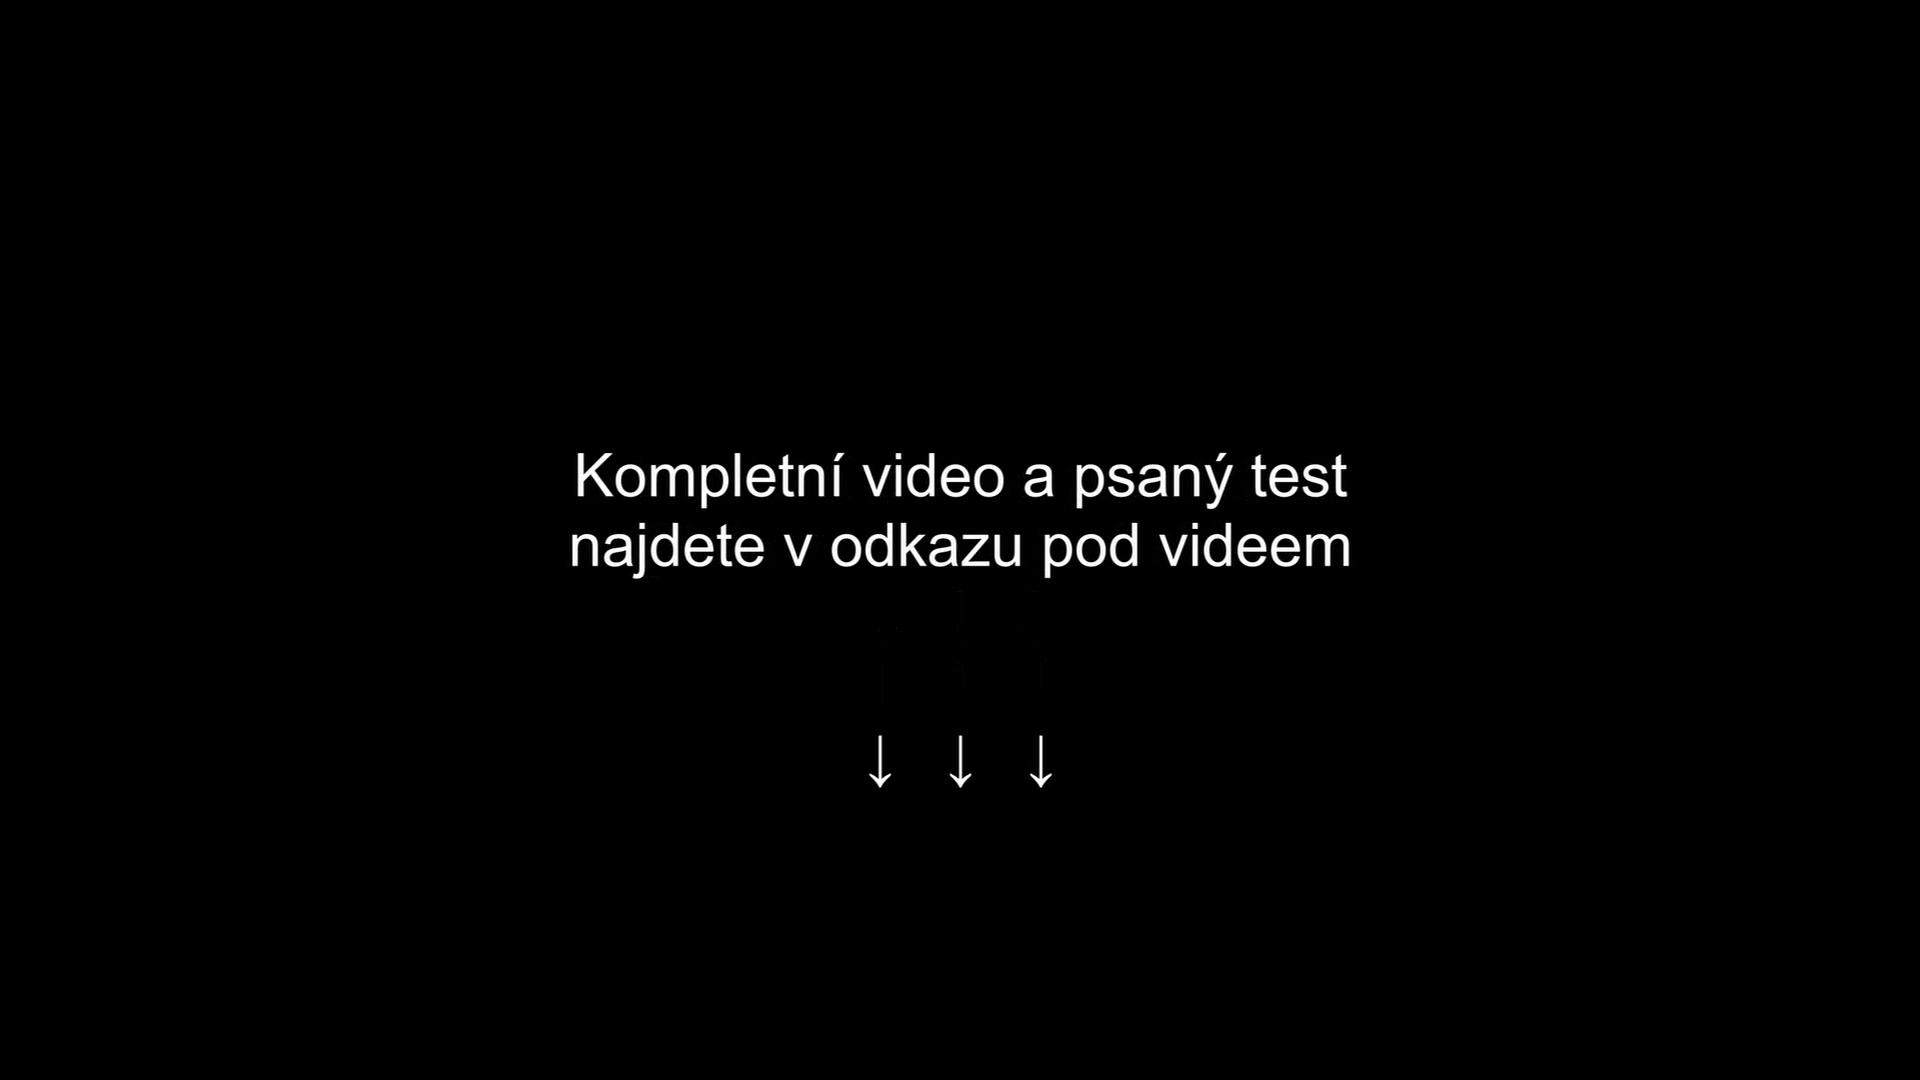 Kompletní video a psaný test
najdete v odkazu pod videem
↓ ↓ ↓